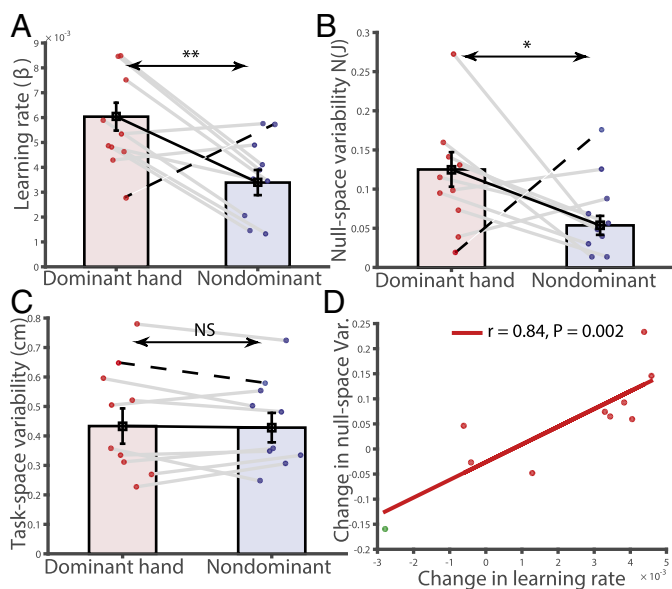 A
× 10⁻³
9
8
7
6
5
4
3
2
1
0
Learning rate (β)
**
Dominant hand
Nondominant
B
0.3
0.25
0.2
0.15
0.1
0.05
0
Null-space variability N(J)
*
Dominant hand
Nondominant
C
0.8
0.7
0.6
0.5
0.4
0.3
0.2
0.1
0
Task-space variability (cm)
NS
Dominant hand
Nondominant
D
0.25
0.2
0.15
0.1
0.05
0
-0.05
-0.1
-0.15
-0.2
Change in null-space Var.
r = 0.84, P = 0.002
-3 -2 -1 0 1 2 3 4 5
× 10⁻³
Change in learning rate